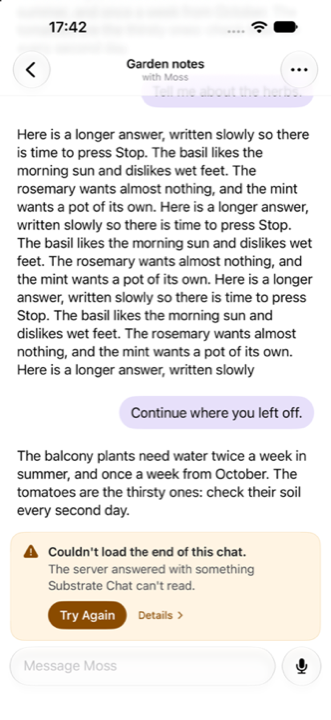 17:42
Garden notes
with Moss
Tell me about the herbs.
Here is a longer answer, written slowly so there
is time to press Stop. The basil likes the
morning sun and dislikes wet feet. The
rosemary wants almost nothing, and the mint
wants a pot of its own. Here is a longer answer,
written slowly so there is time to press Stop.
The basil likes the morning sun and dislikes wet
feet. The rosemary wants almost nothing, and
the mint wants a pot of its own. Here is a longer
answer, written slowly so there is time to press
Stop. The basil likes the morning sun and
dislikes wet feet. The rosemary wants almost
nothing, and the mint wants a pot of its own.
Here is a longer answer, written slowly
Continue where you left off.
The balcony plants need water twice a week in
summer, and once a week from October. The
tomatoes are the thirsty ones: check their soil
every second day.
Couldn't load the end of this chat.
The server answered with something
Substrate Chat can't read.
Try Again
Details >
Message Moss